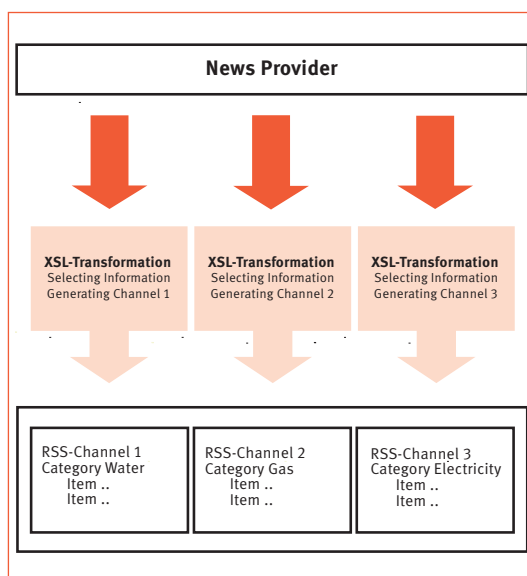 News Provider
XSL-Transformation
Selecting Information
Generating Channel 1
XSL-Transformation
Selecting Information
Generating Channel 2
XSL-Transformation
Selecting Information
Generating Channel 3
RSS-Channel 1
Category Water
Item ..
Item ..
RSS-Channel 2
Category Gas
Item ..
Item ..
RSS-Channel 3
Category Electricity
Item ..
Item ..